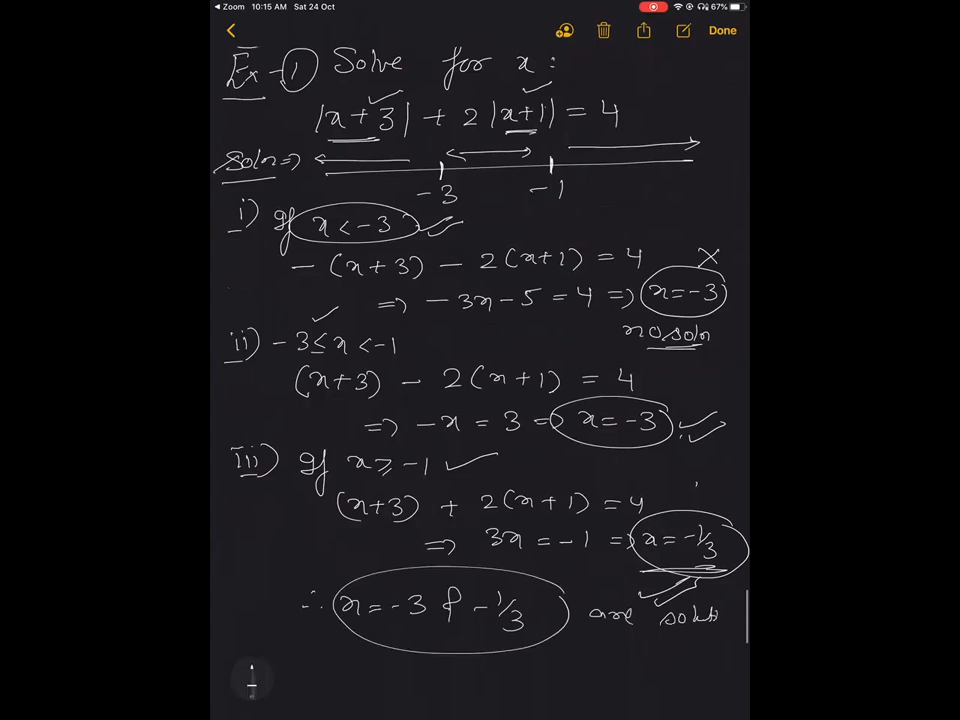 Zoom 10:15 AM Sat 24 Oct 67%
Done
Ex-① Solve for x :
|x+3| + 2|x+1| = 4
Soln ⇒
-3 -1
i) If x < -3
- (x+3) - 2(x+1) = 4
⇒ -3x - 5 = 4 ⇒ x = -3
no soln
ii) -3 ≤ x < -1
(x+3) - 2(x+1) = 4
⇒ -x = 3 ⇒ x = -3
iii) If x ≥ -1
(x+3) + 2(x+1) = 4
⇒ 3x = -1 ⇒ x = -1/3
∴ x = -3 & -1/3 are